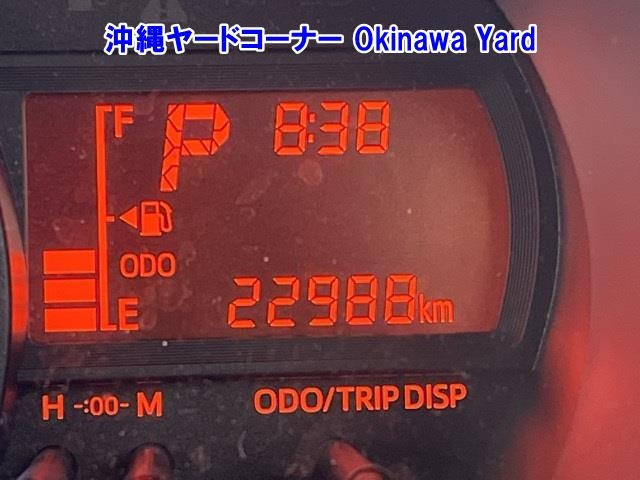 沖縄ヤードコーナー Okinawa Yard
F P 8:38
ODO
E 22988km
H -:00- M ODO/TRIP DISP